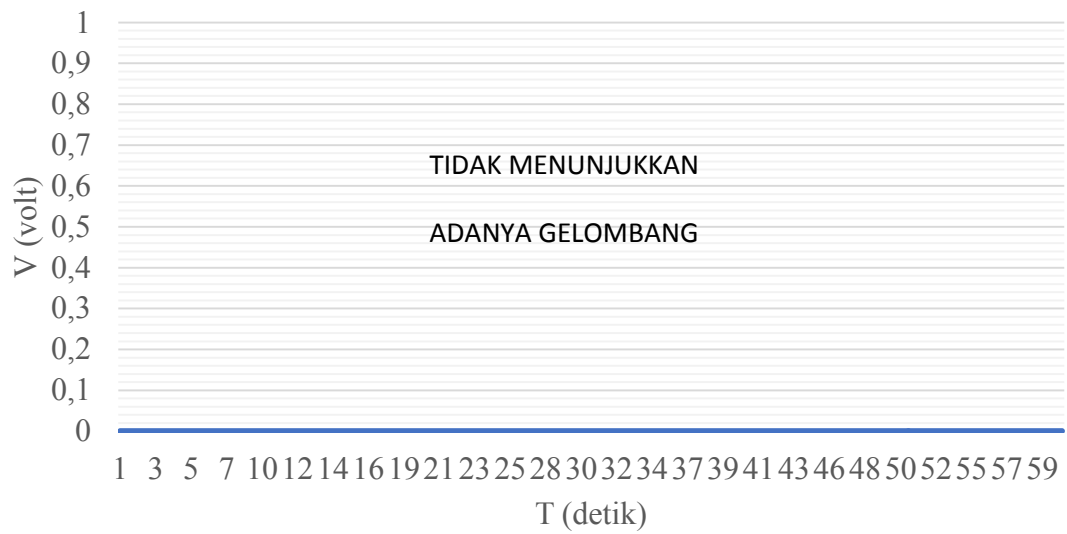 1
0,9
0,8
0,7
0,6
0,5
0,4
0,3
0,2
0,1
0
V (volt)
TIDAK MENUNJUKKAN
ADANYA GELOMBANG
1 3 5 7 10 12 14 16 19 21 23 25 28 30 32 34 37 39 41 43 46 48 50 52 55 57 59
T (detik)